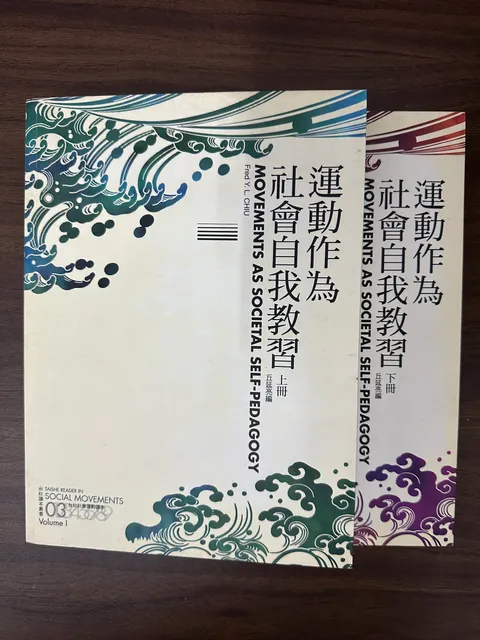 運動作為
社會自我教習 上冊
丘延亮/編
MOVEMENTS AS SOCIETAL SELF-PEDAGOGY
Fred Y. L. CHIU
台社讀本叢書
TAISHE READER IN
SOCIAL MOVEMENTS
03
Volume I
運動作為
社會自我教習 下冊
丘延亮/編
MOVEMENTS AS SOCIETAL SELF-PEDAGOGY